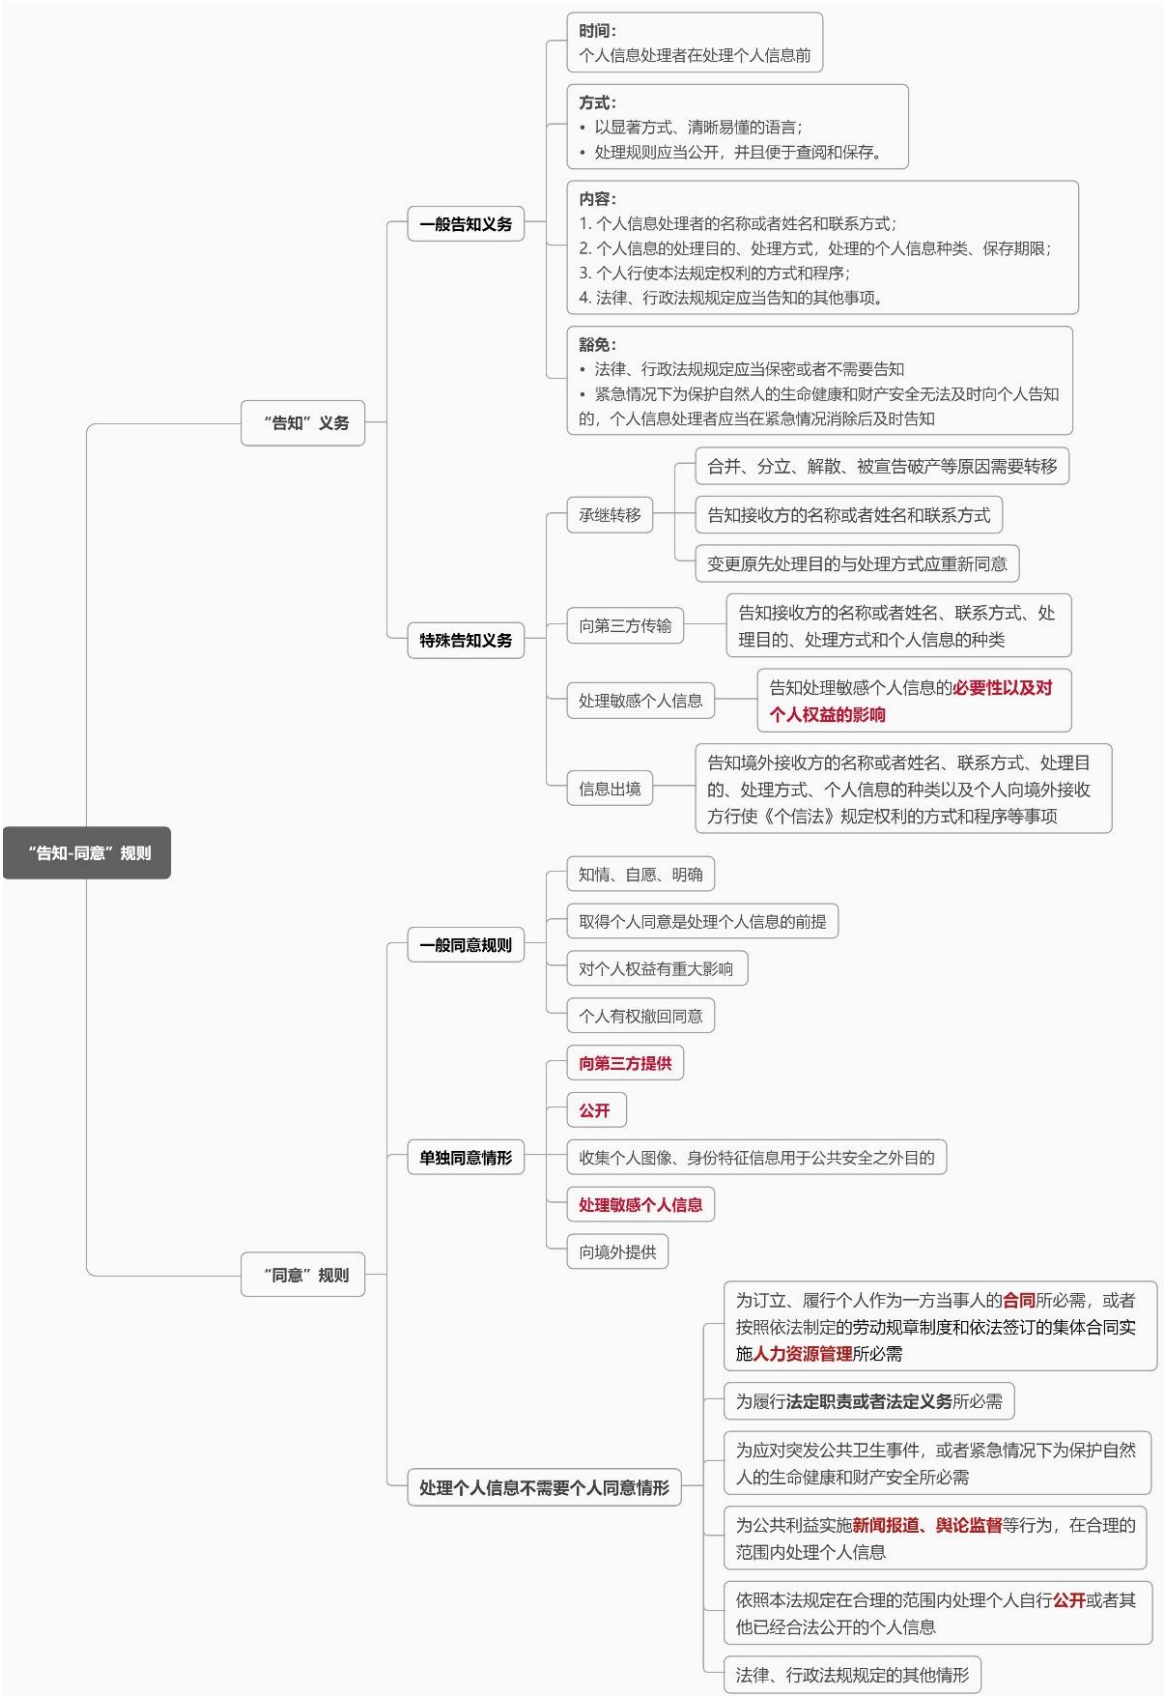 时间：
个人信息处理者在处理个人信息前
方式：
• 以显著方式、清晰易懂的语言；
• 处理规则应当公开，并且便于查阅和保存。
一般告知义务
内容：
1. 个人信息处理者的名称或者姓名和联系方式；
2. 个人信息的处理目的、处理方式，处理的个人信息种类、保存期限；
3. 个人行使本法规定权利的方式和程序；
4. 法律、行政法规规定应当告知的其他事项。
豁免：
• 法律、行政法规规定应当保密或者不需要告知
• 紧急情况下为保护自然人的生命健康和财产安全无法及时向个人告知
的，个人信息处理者应当在紧急情况消除后及时告知
“告知”义务
特殊告知义务
承继转移
合并、分立、解散、被宣告破产等原因需要转移
告知接收方的名称或者姓名和联系方式
变更原先处理目的与处理方式应重新同意
向第三方传输
告知接收方的名称或者姓名、联系方式、处
理目的、处理方式和个人信息的种类
处理敏感个人信息
告知处理敏感个人信息的必要性以及对
个人权益的影响
信息出境
告知境外接收方的名称或者姓名、联系方式、处理目
的、处理方式、个人信息的种类以及个人向境外接收
方行使《个信法》规定权利的方式和程序等事项
“告知-同意”规则
一般同意规则
知情、自愿、明确
取得个人同意是处理个人信息的前提
对个人权益有重大影响
个人有权撤回同意
单独同意情形
向第三方提供
公开
收集个人图像、身份特征信息用于公共安全之外目的
处理敏感个人信息
向境外提供
“同意”规则
处理个人信息不需要个人同意情形
为订立、履行个人作为一方当事人的合同所必需，或者
按照依法制定的劳动规章制度和依法签订的集体合同实
施人力资源管理所必需
为履行法定职责或者法定义务所必需
为应对突发公共卫生事件，或者紧急情况下为保护自然
人的生命健康和财产安全所必需
为公共利益实施新闻报道、舆论监督等行为，在合理的
范围内处理个人信息
依照本法规定在合理的范围内处理个人自行公开或者其
他已经合法公开的个人信息
法律、行政法规规定的其他情形